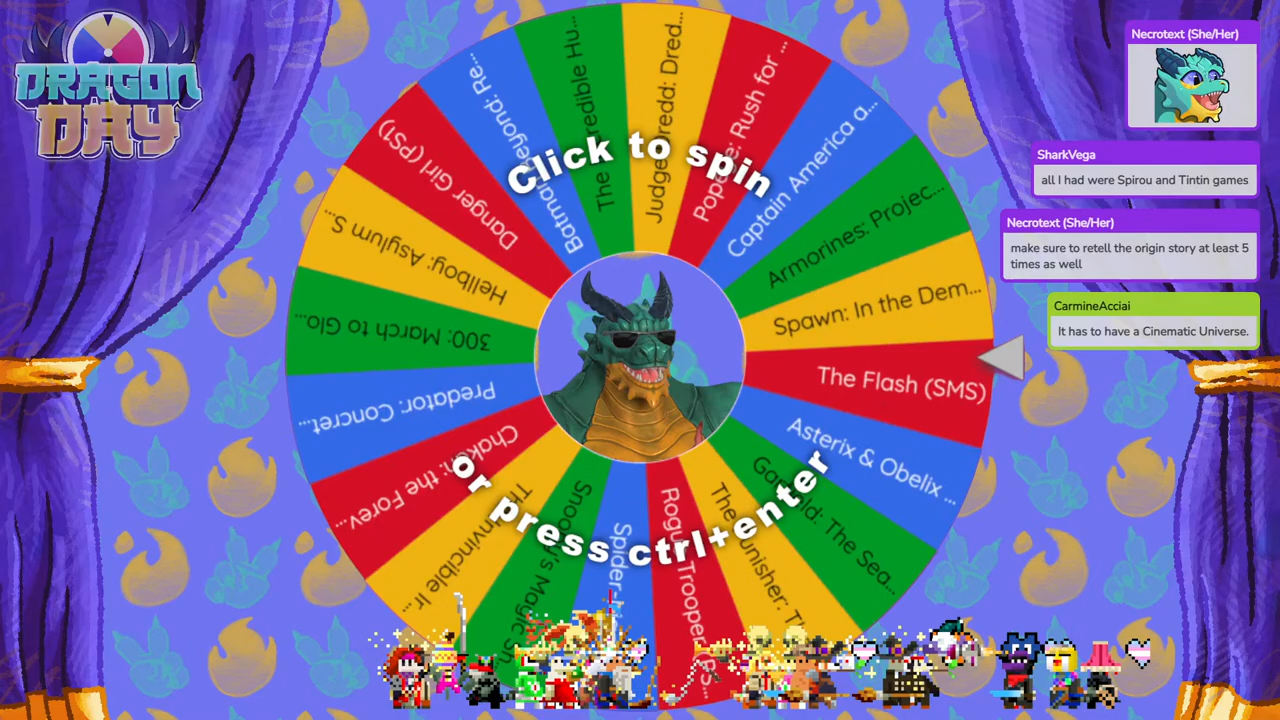 DRAGON
DAY
Click to spin
or press ctrl+enter
The Incredible Hu...
Judge Dredd: Dred...
Popeye: Rush for ...
Captain America a...
Armorines: Projec...
Spawn: In the Dem...
The Flash (SMS)
Asterix & Obelix ...
Garfield: The Sea...
The Punisher: T
Rogue Trooper
Spider-
Snoopy's Magic
The Invincible Ir...
Chaken: the Forev...
Predator: Concret...
300: March to Glo...
Hellboy: Asylum S...
Danger Girl (PS1)
Batman Beyond: Re...
Necrotext (She/Her)
SharkVega
all I had were Spirou and Tintin games
Necrotext (She/Her)
make sure to retell the origin story at least 5
times as well
CarmineAcciai
It has to have a Cinematic Universe.